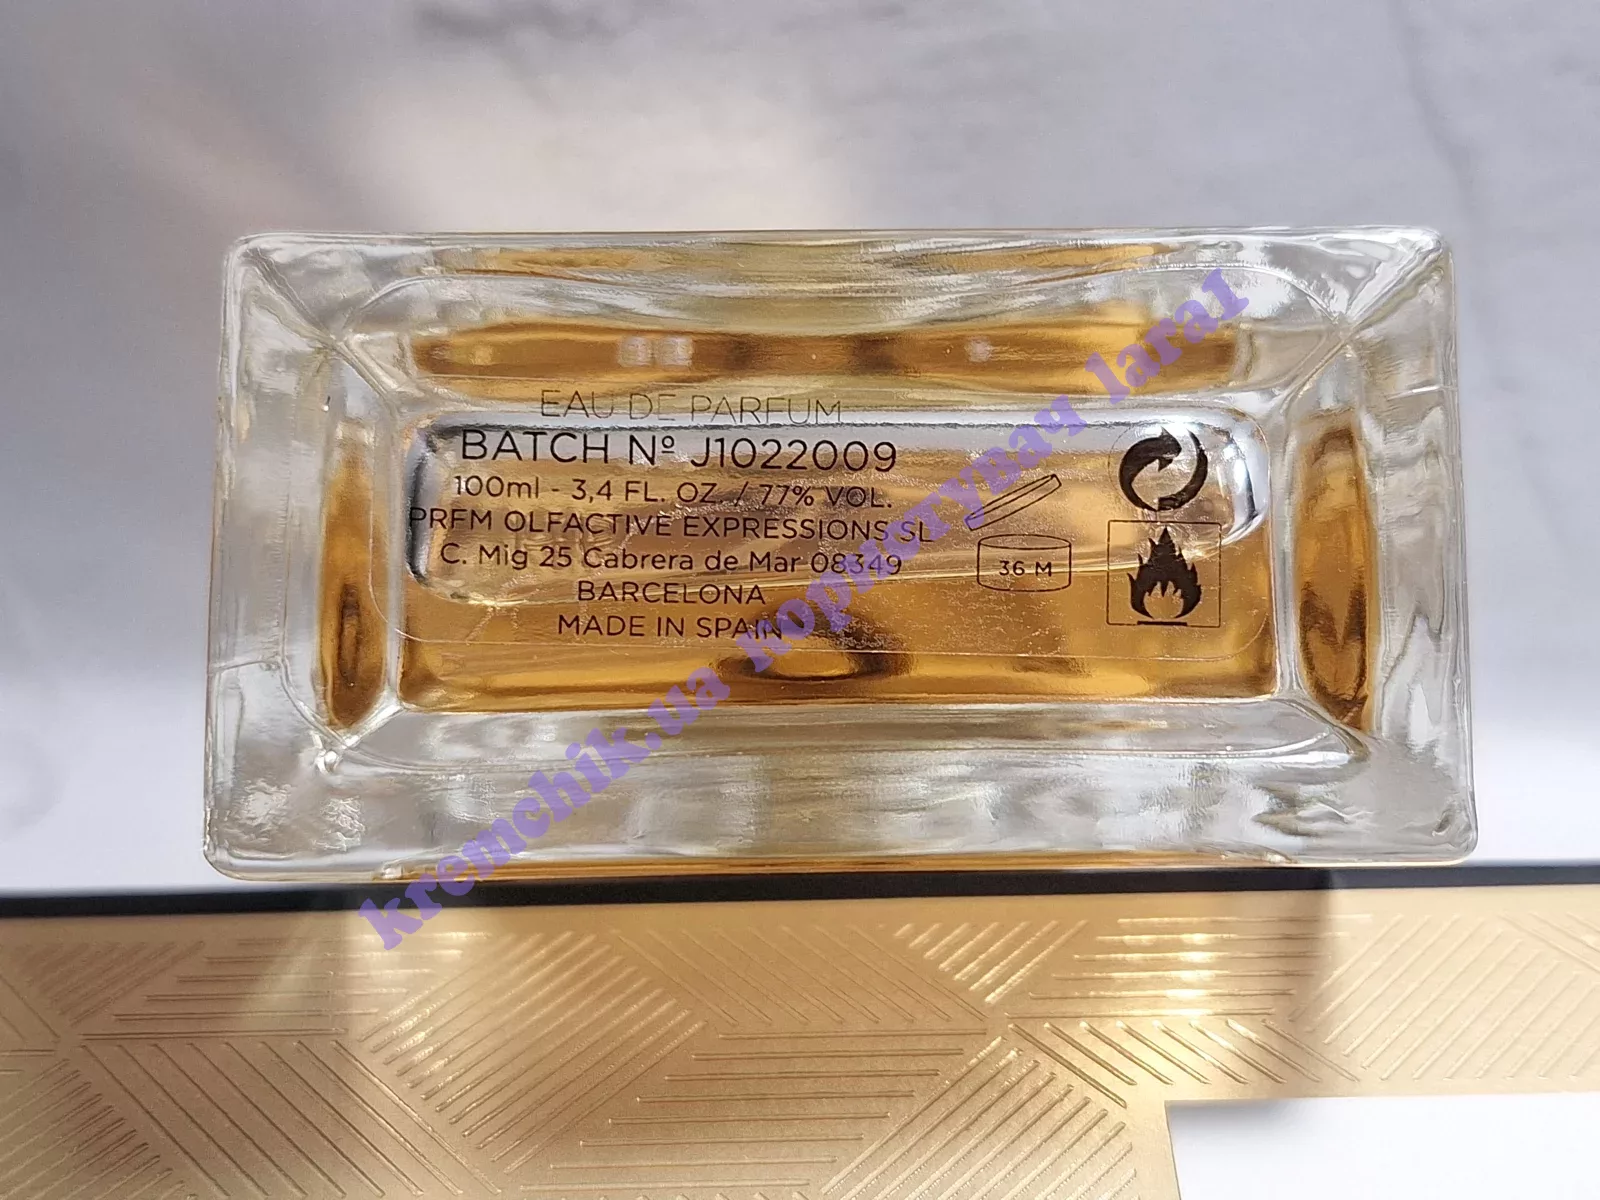 EAU DE PARFUM
BATCH Nº J1022009
100ml - 3,4 FL. OZ / 77% VOL.
PRFM OLFACTIVE EXPRESSIONS SL
C. Mig 25 Cabrera de Mar 08349
BARCELONA
MADE IN SPAIN
36 M
kremchik.ua користувач lara1